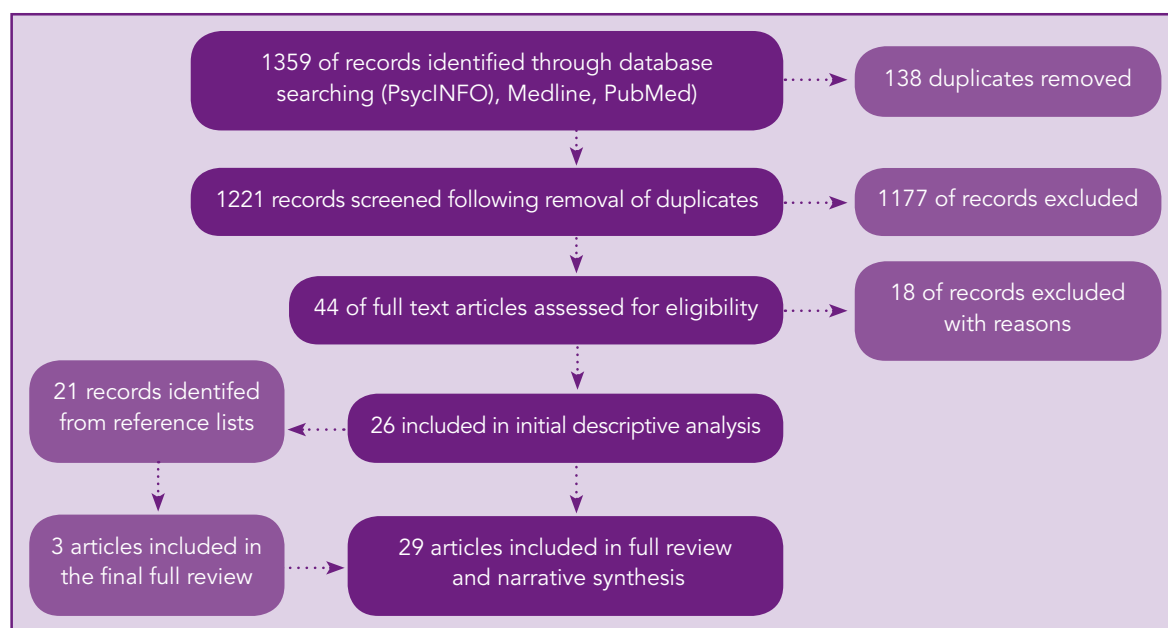 1359 of records identified through database
searching (PsycINFO), Medline, PubMed)
138 duplicates removed
1221 records screened following removal of duplicates
1177 of records excluded
44 of full text articles assessed for eligibility
18 of records excluded
with reasons
21 records identifed
from reference lists
26 included in initial descriptive analysis
3 articles included in
the final full review
29 articles included in full review
and narrative synthesis